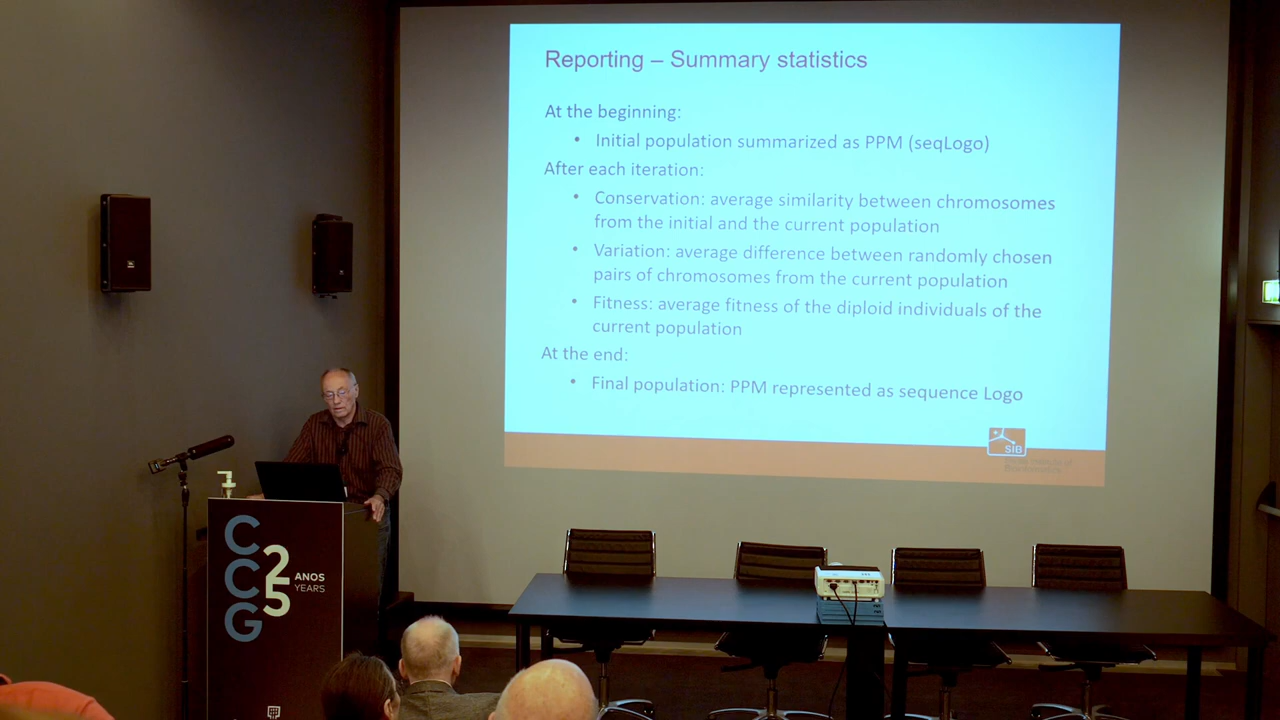 Reporting – Summary statistics
At the beginning:
• Initial population summarized as PPM (seqLogo)
After each iteration:
• Conservation: average similarity between chromosomes
from the initial and the current population
• Variation: average difference between randomly chosen
pairs of chromosomes from the current population
• Fitness: average fitness of the diploid individuals of the
current population
At the end:
• Final population: PPM represented as sequence Logo
SIB
CCG
25
ANOS
YEARS